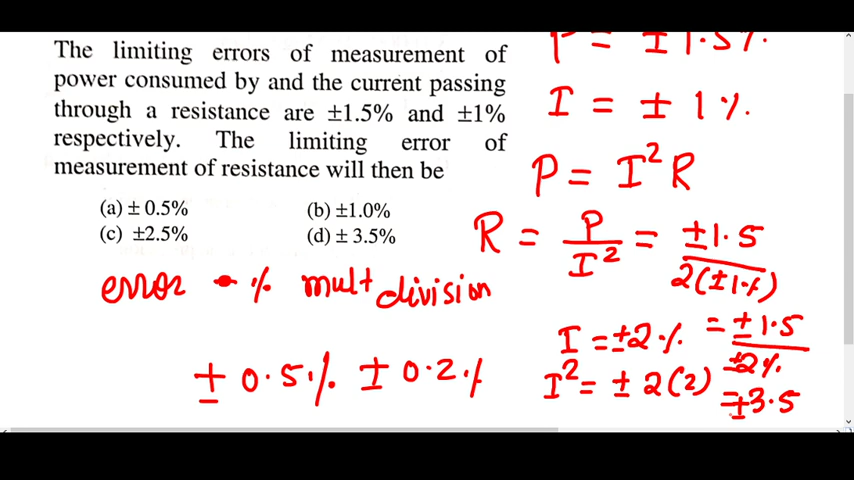 The limiting errors of measurement of
power consumed by and the current passing
through a resistance are ±1.5% and ±1%
respectively. The limiting error of
measurement of resistance will then be
(a) ± 0.5% (b) ±1.0%
(c) ±2.5% (d) ± 3.5%
P = ±1.5%.
I = ± 1%.
P = I²R
R = P/I² = ±1.5/2(±1%)
error - % mult division
I = ±2% = ±1.5/±2%
I² = ± 2(2) = ±3.5
± 0.5% ± 0.2%